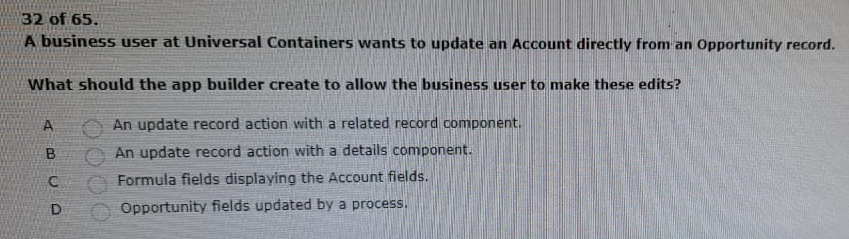 32 of 65.
A business user at Universal Containers wants to update an Account directly from an Opportunity record.
What should the app builder create to allow the business user to make these edits?
A An update record action with a related record component.
B An update record action with a details component.
C Formula fields displaying the Account fields.
D Opportunity fields updated by a process.